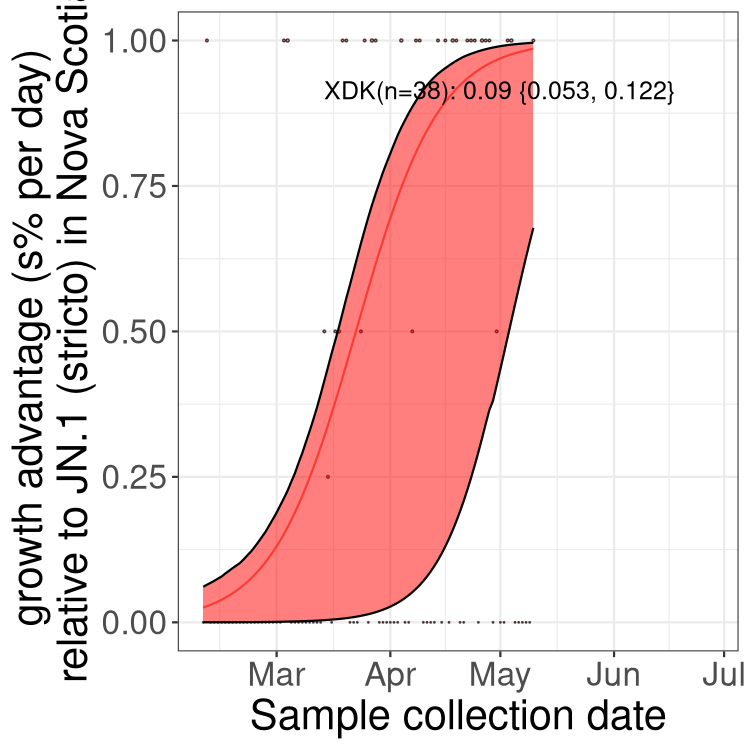 growth advantage (s% per day)
relative to JN.1 (stricto) in Nova Scotia
1.00
0.75
0.50
0.25
0.00
XDK(n=38): 0.09 {0.053, 0.122}
Mar Apr May Jun Jul
Sample collection date